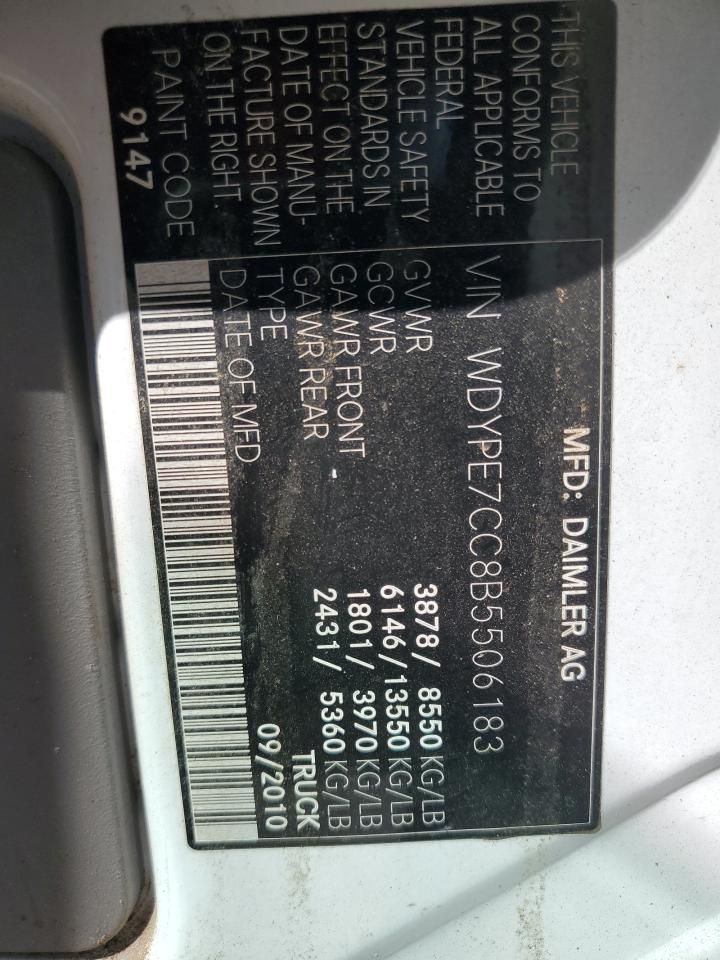 THIS VEHICLE
CONFORMS TO
ALL APPLICABLE
FEDERAL
VEHICLE SAFETY
STANDARDS IN
EFFECT ON THE
DATE OF MANU-
FACTURE SHOWN
ON THE RIGHT.
PAINT CODE
9147
MFD: DAIMLER AG
VIN WDYPE7CC8B5506183
GVWR 3878/ 8550 KG/LB
GCWR 6146/13550 KG/LB
GAWR FRONT 1801/ 3970 KG/LB
GAWR REAR 2431/ 5360 KG/LB
TYPE TRUCK
DATE OF MFD 09/2010